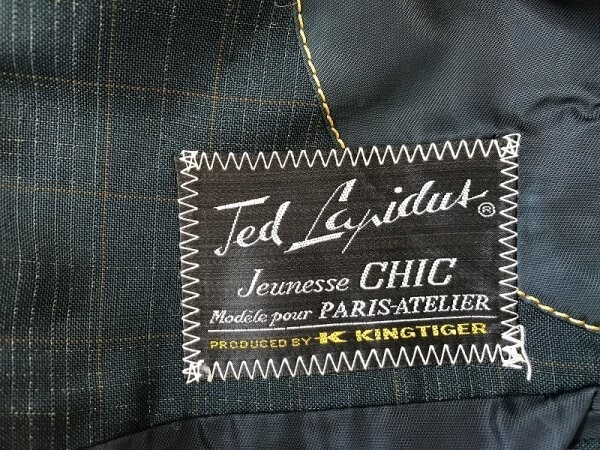 Ted Lapidus®
Jeunesse CHIC
Modèle pour PARIS-ATELIER
PRODUCED BY K KINGTIGER